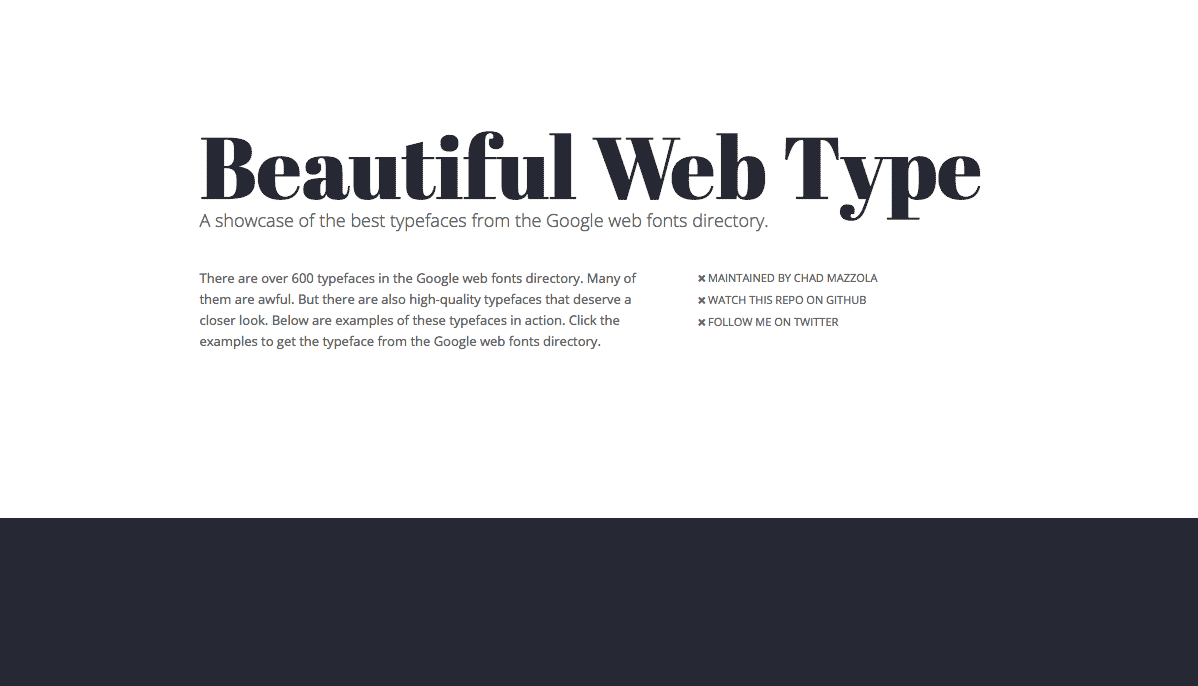 Beautiful Web Type
A showcase of the best typefaces from the Google web fonts directory.
There are over 600 typefaces in the Google web fonts directory. Many of
them are awful. But there are also high-quality typefaces that deserve a
closer look. Below are examples of these typefaces in action. Click the
examples to get the typeface from the Google web fonts directory.
× MAINTAINED BY CHAD MAZZOLA
× WATCH THIS REPO ON GITHUB
× FOLLOW ME ON TWITTER